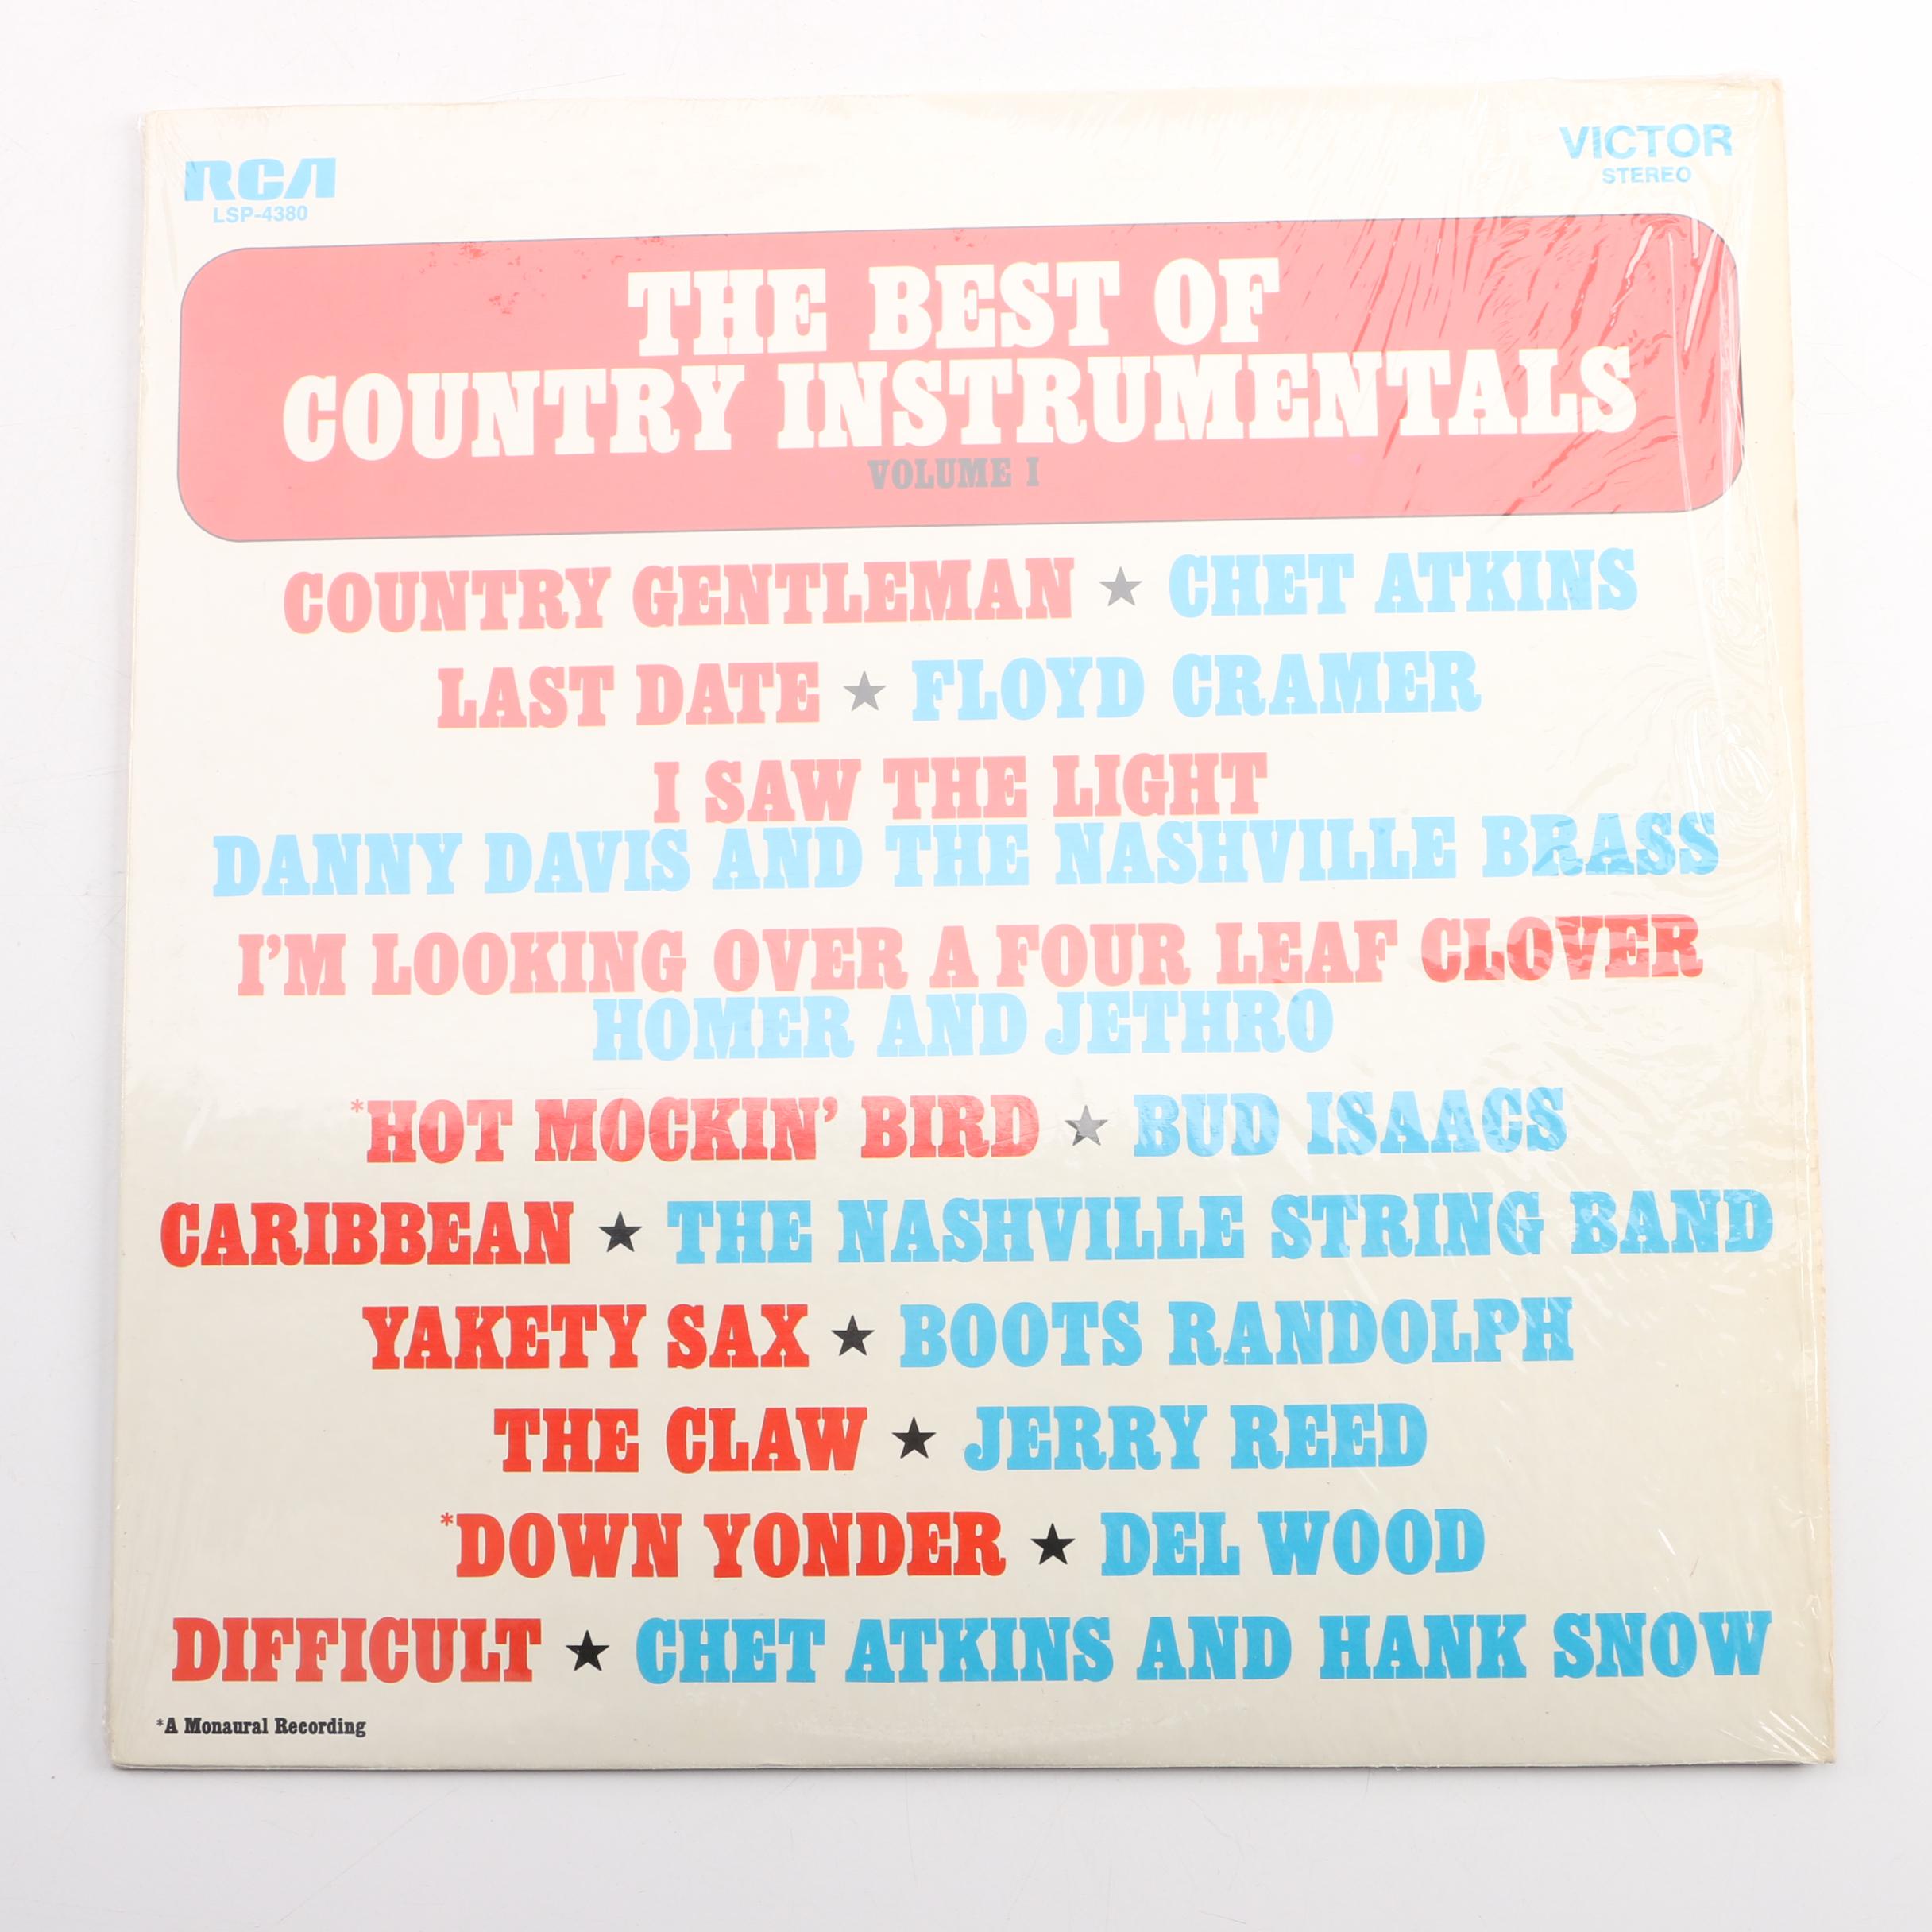 RCA
LSP-4380
VICTOR
STEREO
THE BEST OF
COUNTRY INSTRUMENTALS
VOLUME I
COUNTRY GENTLEMAN ★ CHET ATKINS
LAST DATE ★ FLOYD CRAMER
I SAW THE LIGHT
DANNY DAVIS AND THE NASHVILLE BRASS
I'M LOOKING OVER A FOUR LEAF CLOVER
HOMER AND JETHRO
*HOT MOCKIN' BIRD ★ BUD ISAACS
CARIBBEAN ★ THE NASHVILLE STRING BAND
YAKETY SAX ★ BOOTS RANDOLPH
THE CLAW ★ JERRY REED
*DOWN YONDER ★ DEL WOOD
DIFFICULT ★ CHET ATKINS AND HANK SNOW
*A Monaural Recording